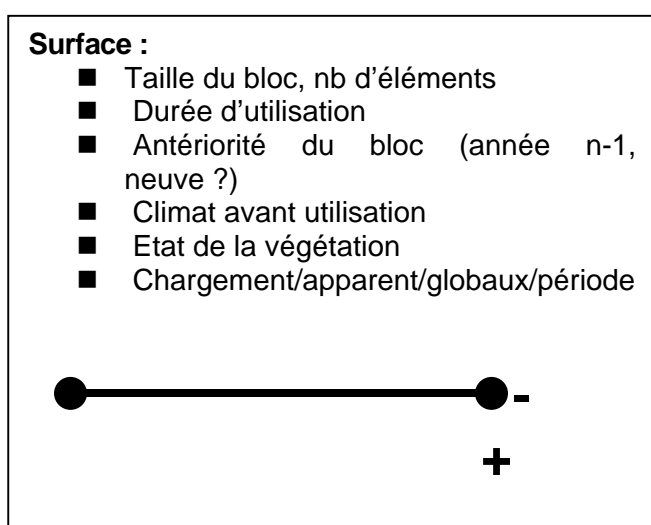 Surface :
■ Taille du bloc, nb d'éléments
■ Durée d'utilisation
■ Antériorité du bloc (année n-1,
neuve ?)
■ Climat avant utilisation
■ Etat de la végétation
■ Chargement/apparent/globaux/période
-
+